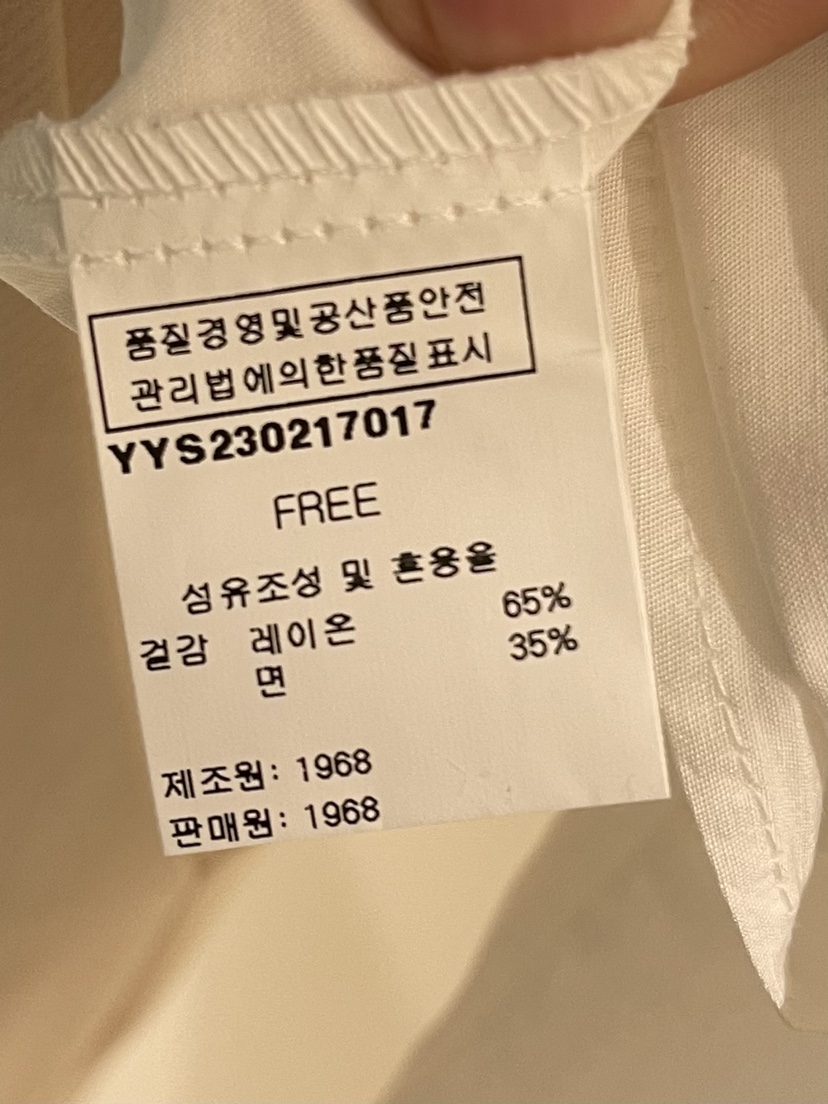 품질경영및공산품안전
관리법에의한품질표시
YYS230217017
FREE
섬유조성 및 혼용율
겉감 레이온 65%
면 35%
제조원: 1968
판매원: 1968